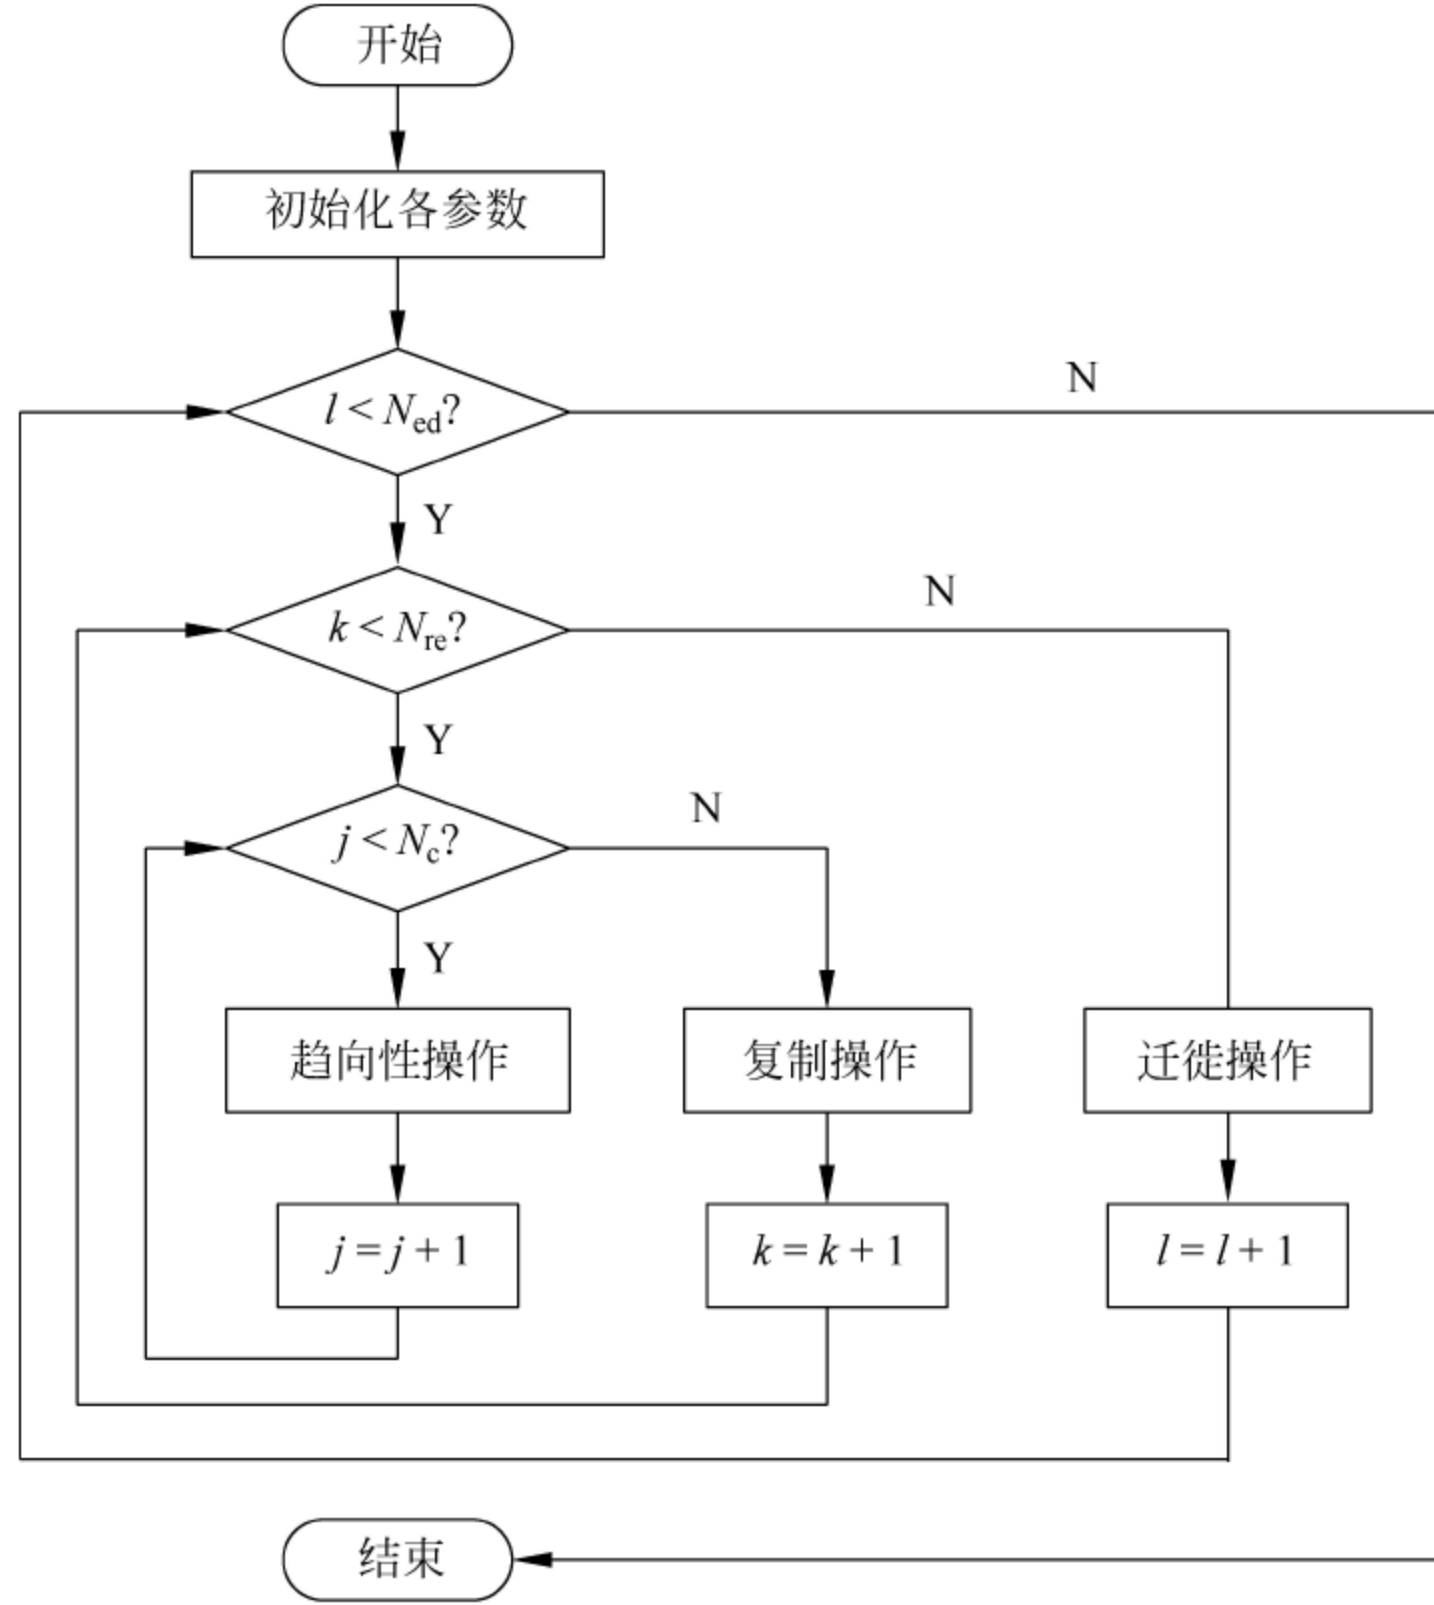 开始
初始化各参数
l < Ned?
N
Y
k < Nre?
N
Y
j < Nc?
N
Y
趋向性操作
复制操作
迁徙操作
j = j + 1
k = k + 1
l = l + 1
结束